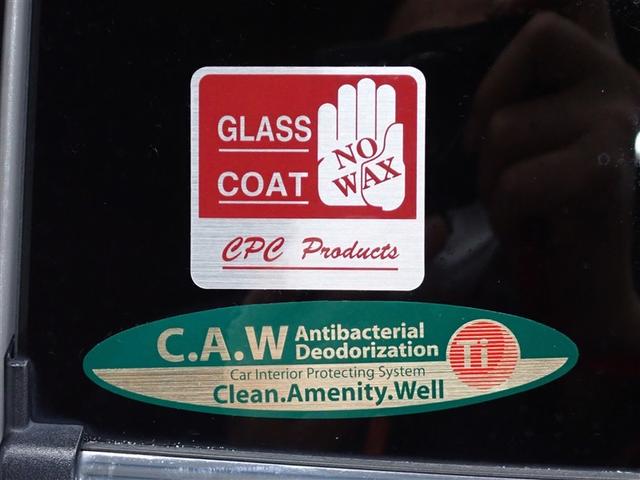 GLASS
COAT
NO
WAX
CPC Products
C.A.W Antibacterial
Deodorization
Ti
Car Interior Protecting System
Clean.Amenity.Well